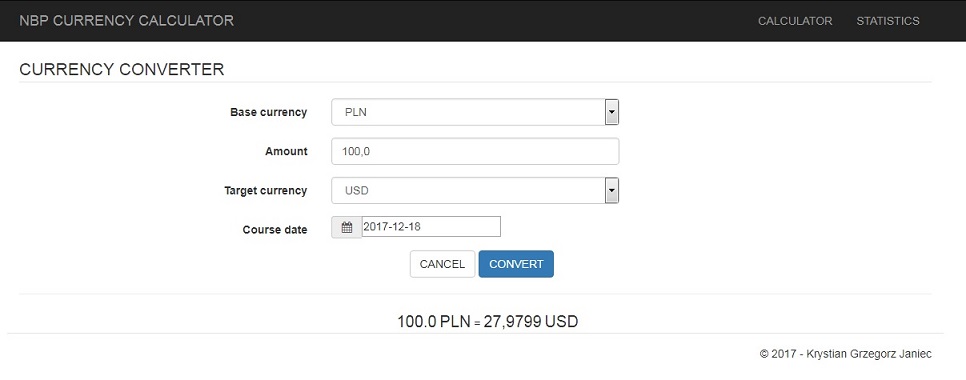 NBP CURRENCY CALCULATOR CALCULATOR STATISTICS
CURRENCY CONVERTER
Base currency PLN
Amount 100,0
Target currency USD
Course date 2017-12-18
CANCEL CONVERT
100.0 PLN = 27,9799 USD
© 2017 - Krystian Grzegorz Janiec